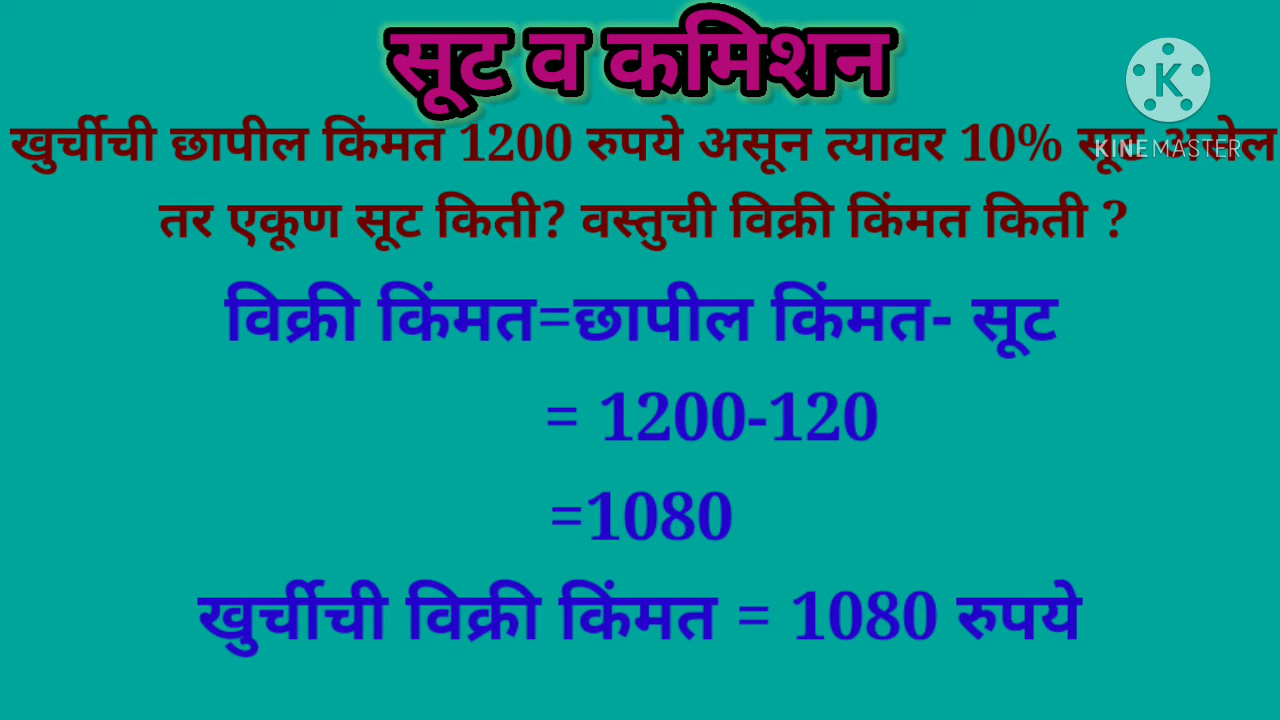 सूट व कमिशन
K
KINEMASTER
खुर्चीची छापील किंमत 1200 रुपये असून त्यावर 10% सूट असेल
तर एकूण सूट किती? वस्तुची विक्री किंमत किती ?
विक्री किंमत=छापील किंमत- सूट
= 1200-120
=1080
खुर्चीची विक्री किंमत = 1080 रुपये